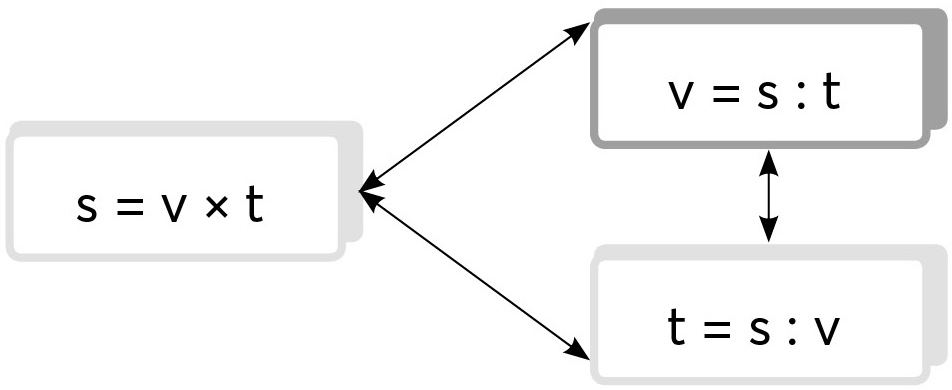 v = s : t
s = v × t
t = s : v